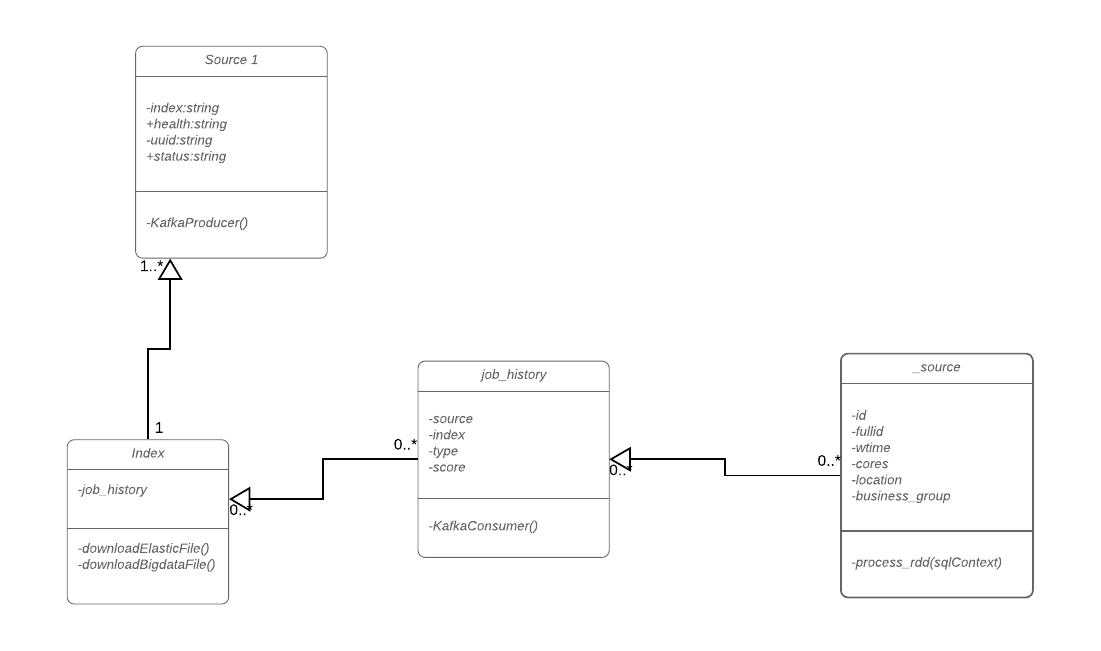 Source 1
-index:string
+health:string
-uuid:string
+status:string
-KafkaProducer()
1..*
1
Index
-job_history
-downloadElasticFile()
-downloadBigdataFile()
0..*
0..*
job_history
-source
-index
-type
-score
-KafkaConsumer()
0..*
0..*
_source
-id
-fullid
-wtime
-cores
-location
-business_group
-process_rdd(sqlContext)